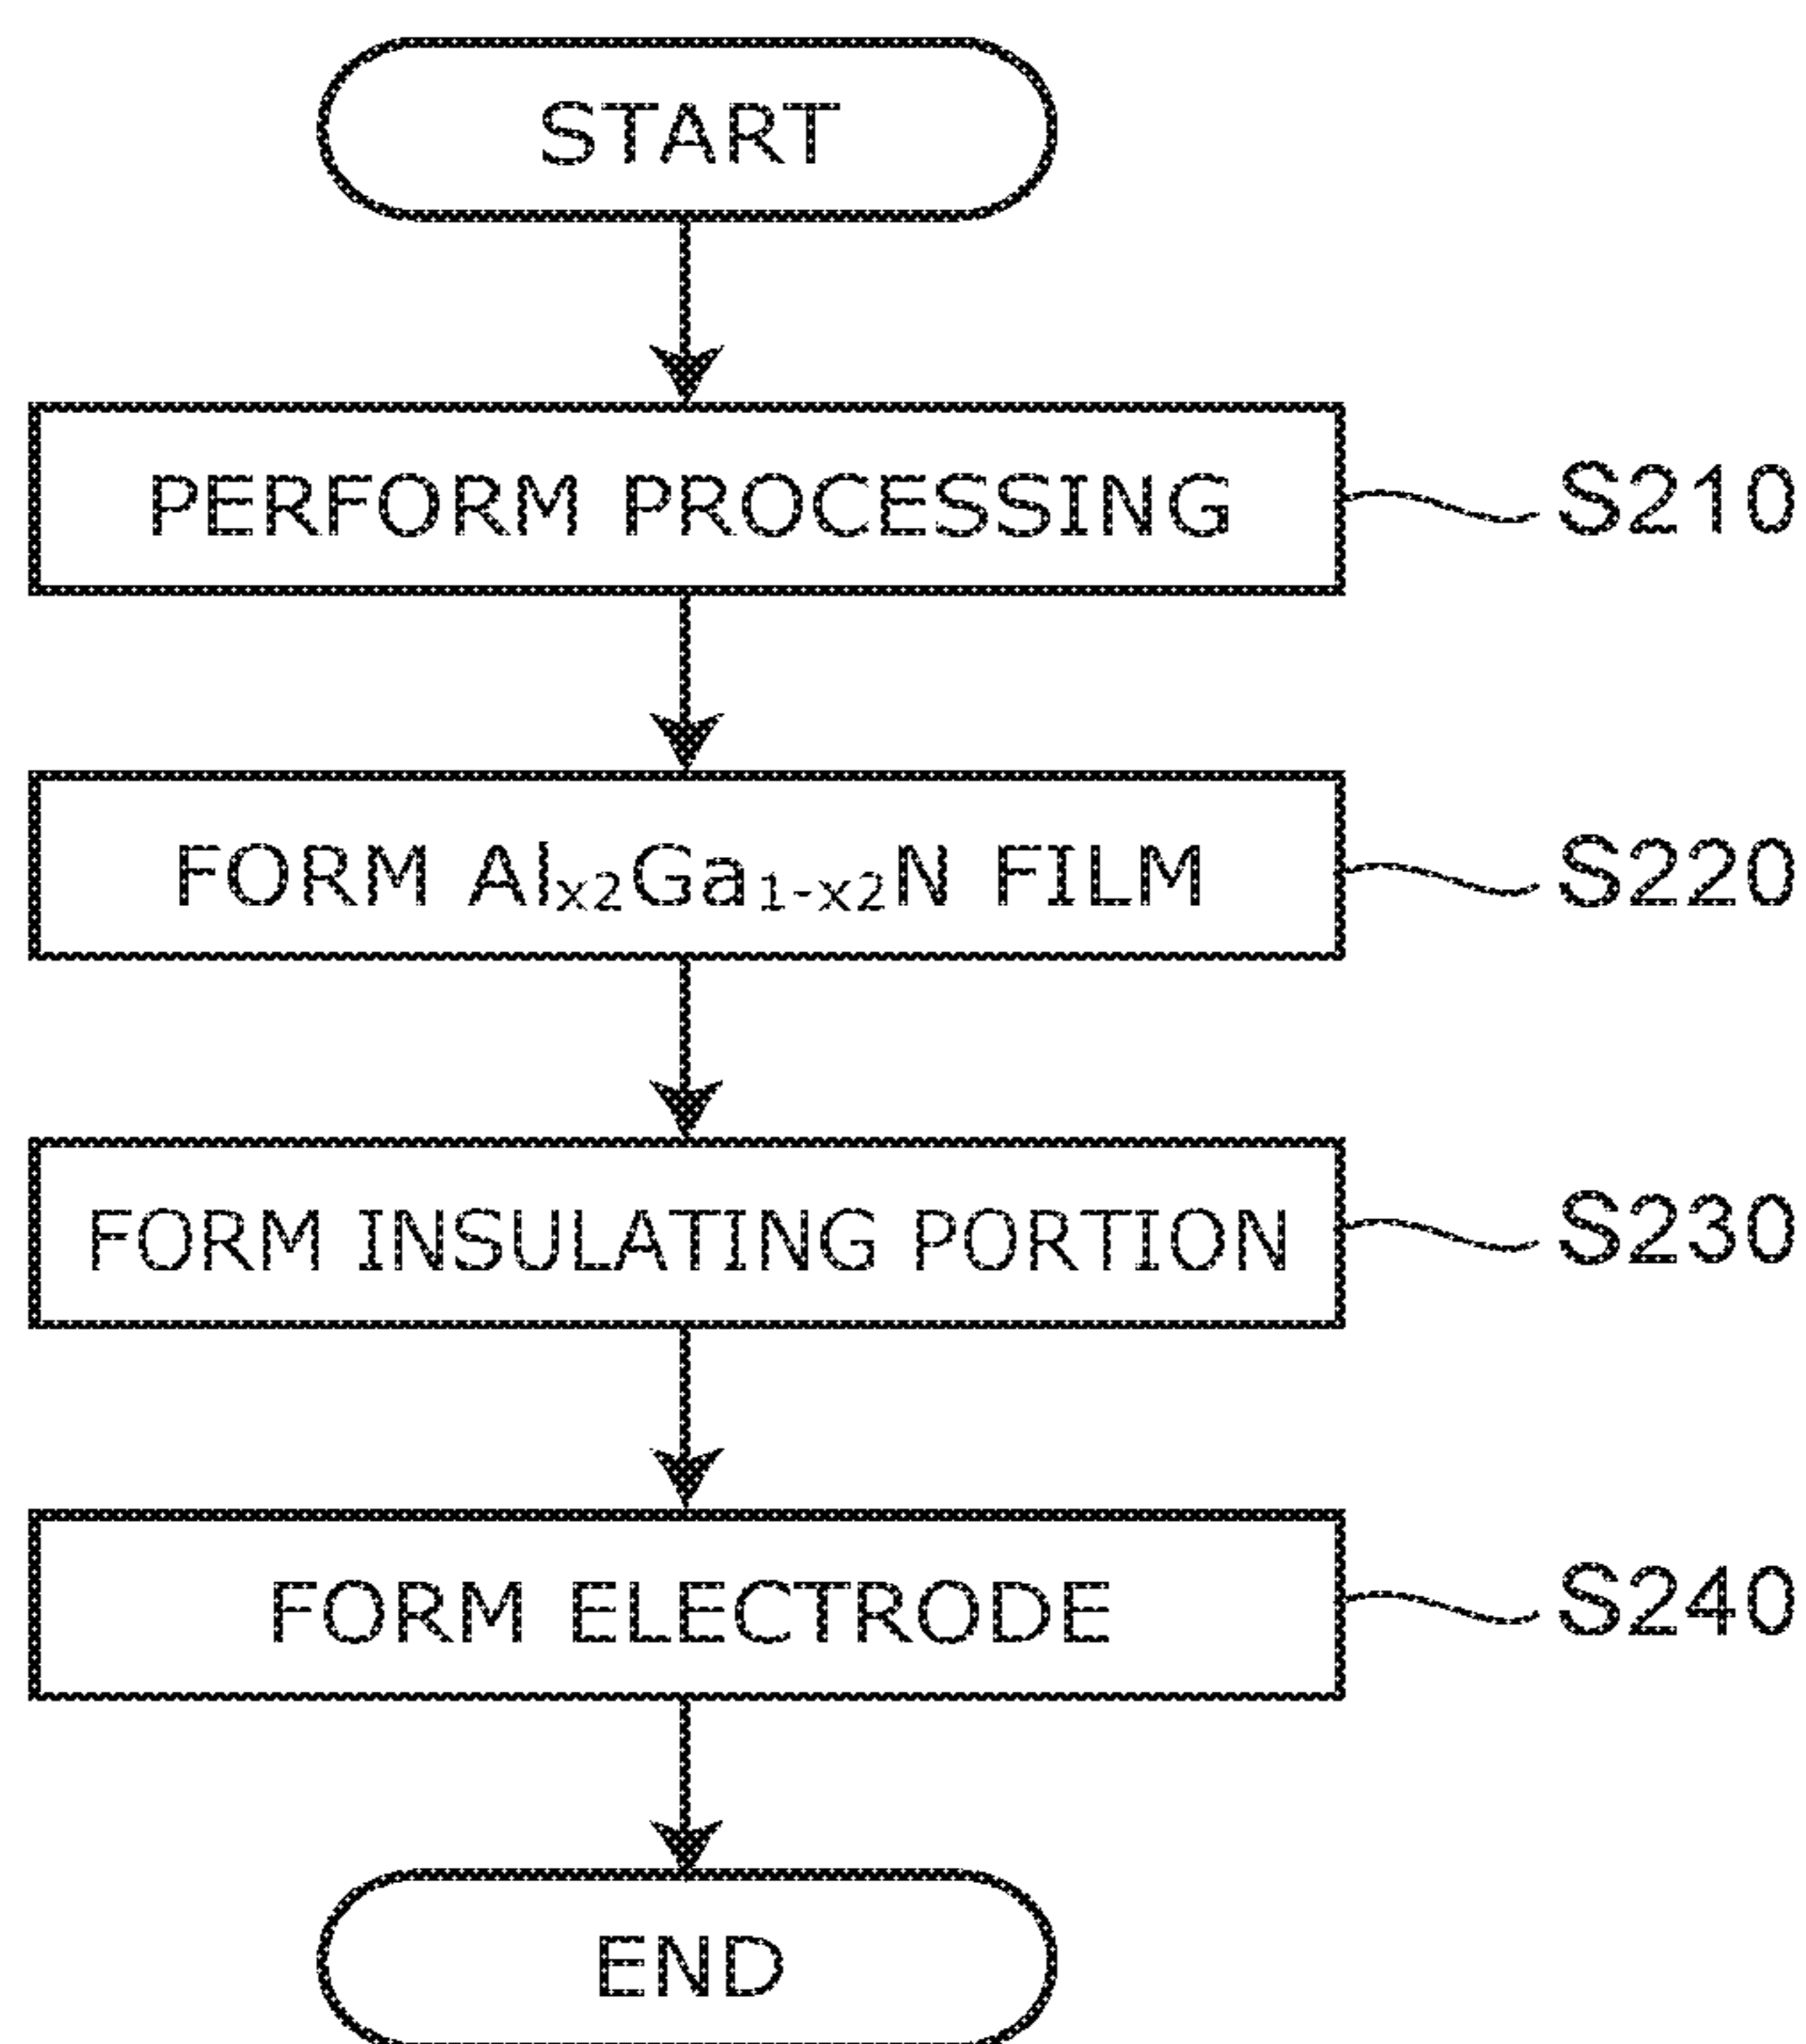 START
PERFORM PROCESSING
S210
FORM Alx2Ga1-x2N FILM
S220
FORM INSULATING PORTION
S230
FORM ELECTRODE
S240
END